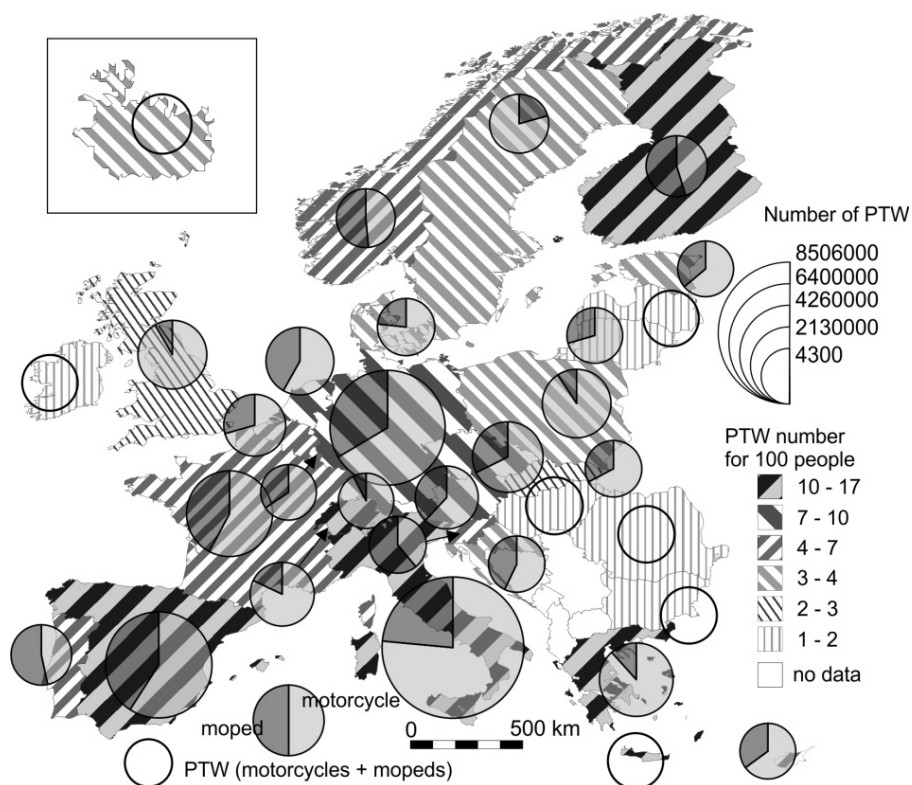 Number of PTW
8506000
6400000
4260000
2130000
4300
PTW number
for 100 people
10 - 17
7 - 10
4 - 7
3 - 4
2 - 3
1 - 2
no data
motorcycle
moped
0 500 km
PTW (motorcycles + mopeds)